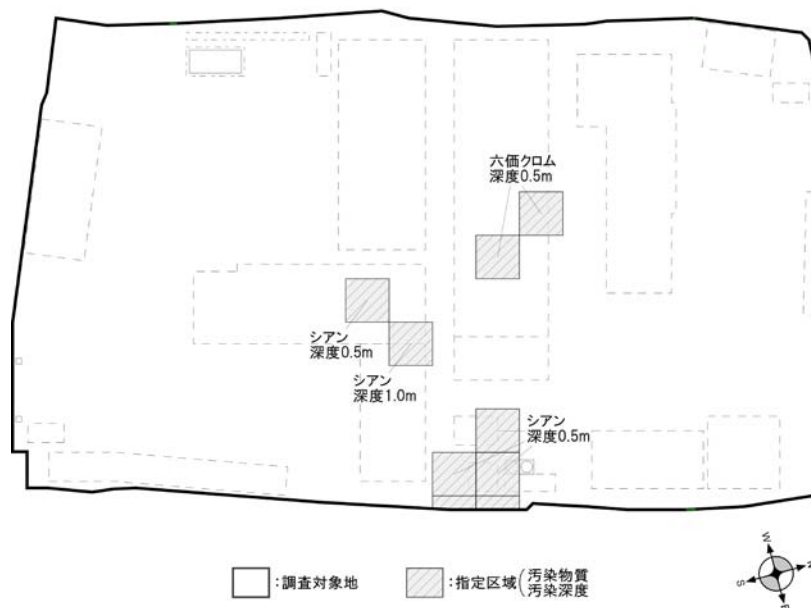 六価クロム
深度0.5m
シアン
深度0.5m
シアン
深度1.0m
シアン
深度0.5m
:調査対象地
:指定区域
汚染物質
汚染深度
W
S
E